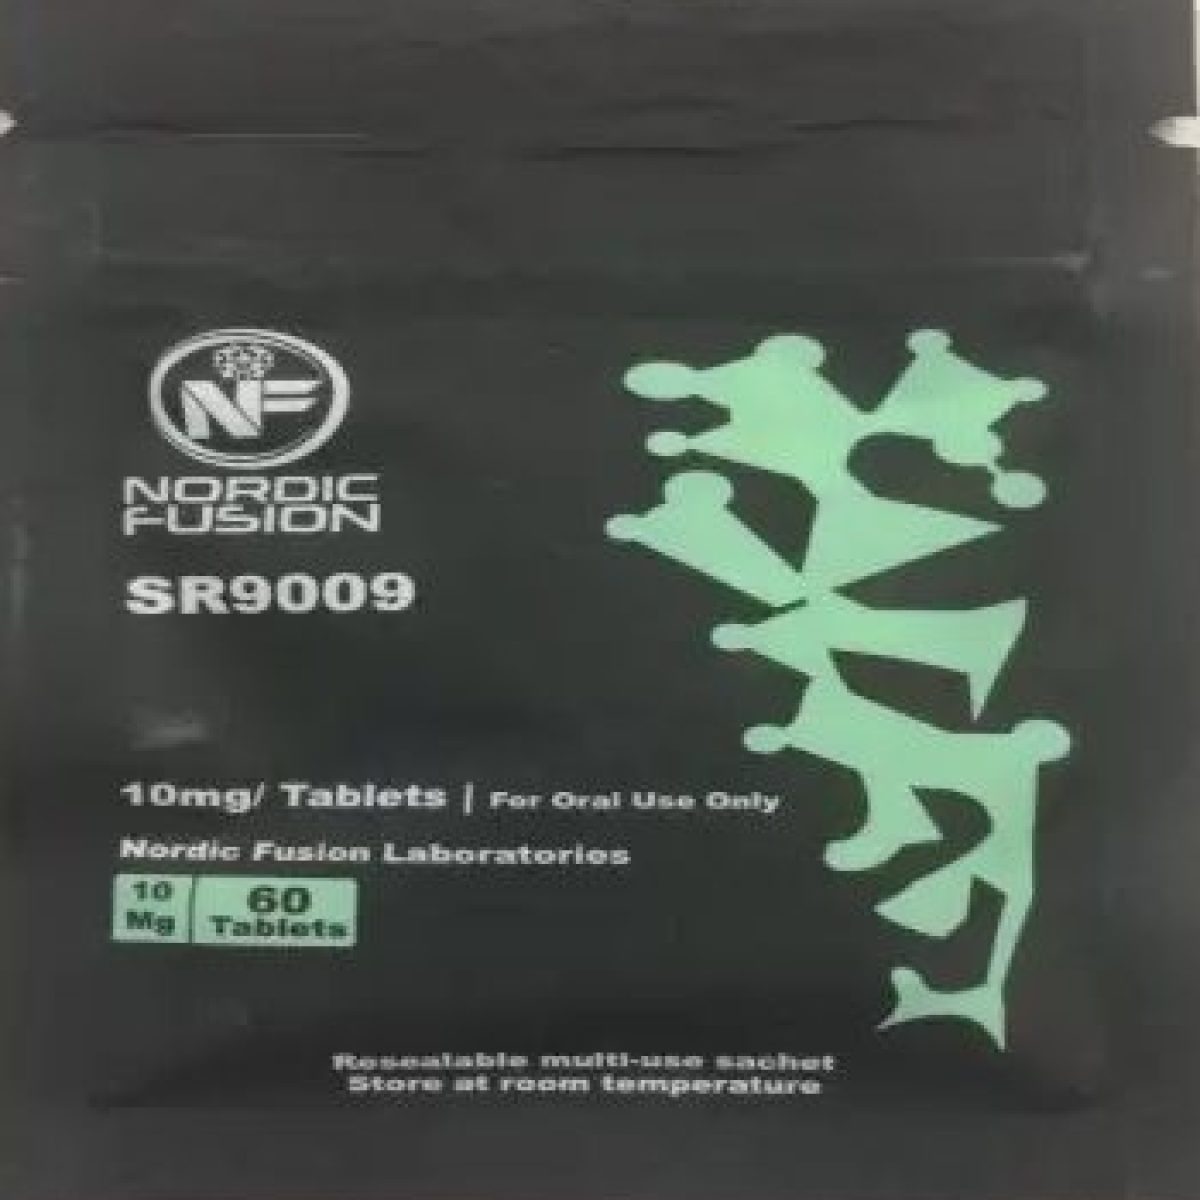 NF
NORDIC
FUSION
SR9009
10mg/ Tablets | For Oral Use Only
Nordic Fusion Laboratories
10
Mg
60
Tablets
Resealable multi-use sachet
Store at room temperature